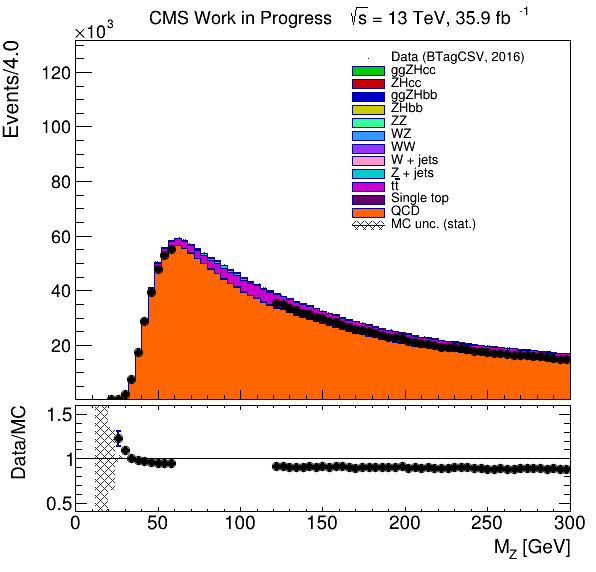 CMS Work in Progress √s = 13 TeV, 35.9 fb⁻¹
×10³
Events/4.0
120
100
80
60
40
20
Data (BTagCSV, 2016)
ggZHcc
ZHcc
ggZHbb
ZHbb
ZZ
WZ
WW
W + jets
Z + jets
tt̅
Single top
QCD
MC unc. (stat.)
Data/MC
1.5
1
0.5
0 50 100 150 200 250 300
M_Z [GeV]